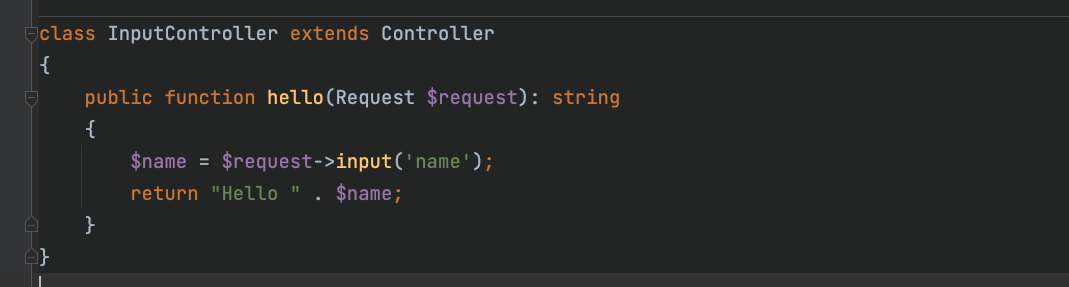 class InputController extends Controller
{
    public function hello(Request $request): string
    {
        $name = $request->input('name');
        return "Hello " . $name;
    }
}